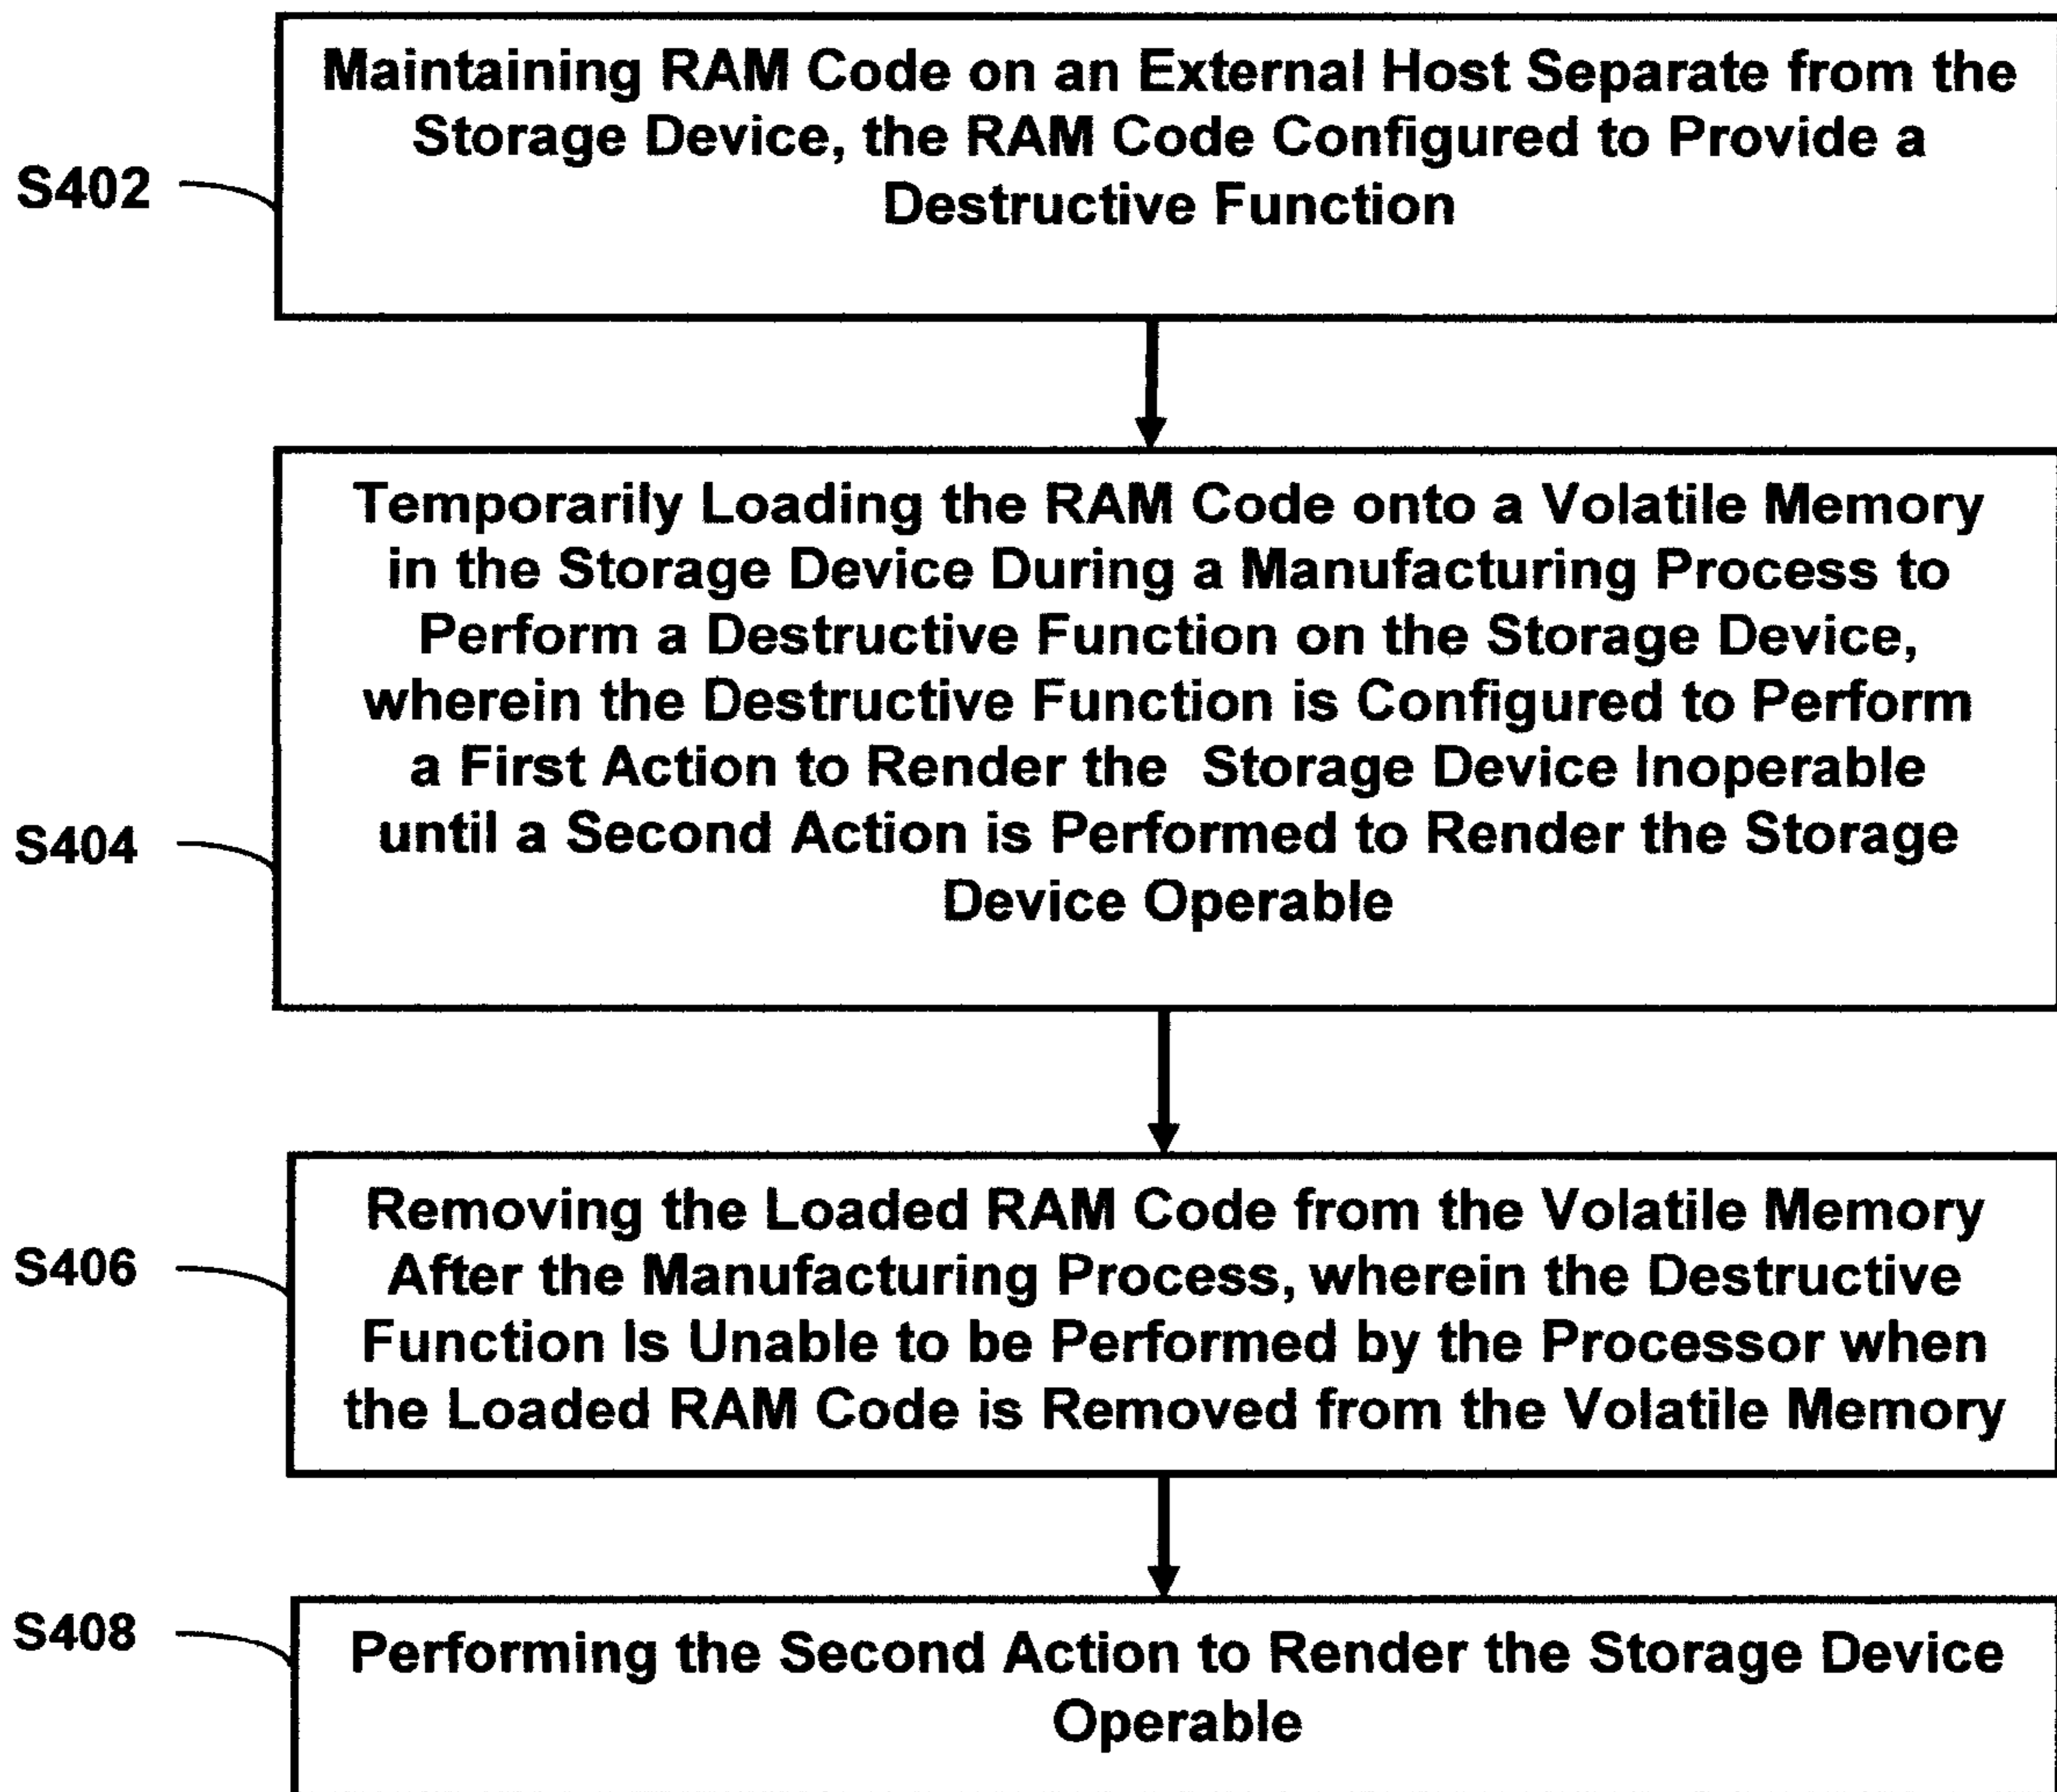 Maintaining RAM Code on an External Host Separate from the
Storage Device, the RAM Code Configured to Provide a
Destructive Function
S402
Temporarily Loading the RAM Code onto a Volatile Memory
in the Storage Device During a Manufacturing Process to
Perform a Destructive Function on the Storage Device,
wherein the Destructive Function is Configured to Perform
a First Action to Render the Storage Device Inoperable
until a Second Action is Performed to Render the Storage
Device Operable
S404
Removing the Loaded RAM Code from the Volatile Memory
After the Manufacturing Process, wherein the Destructive
Function Is Unable to be Performed by the Processor when
the Loaded RAM Code is Removed from the Volatile Memory
S406
Performing the Second Action to Render the Storage Device
Operable
S408